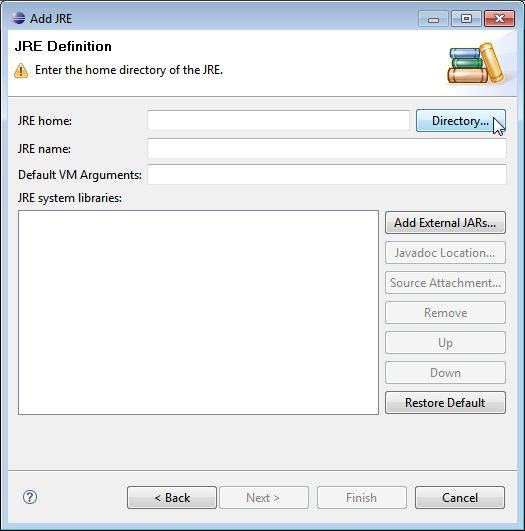 Add JRE
JRE Definition
Enter the home directory of the JRE.
JRE home:
Directory...
JRE name:
Default VM Arguments:
JRE system libraries:
Add External JARs...
Javadoc Location...
Source Attachment...
Remove
Up
Down
Restore Default
?
< Back
Next >
Finish
Cancel